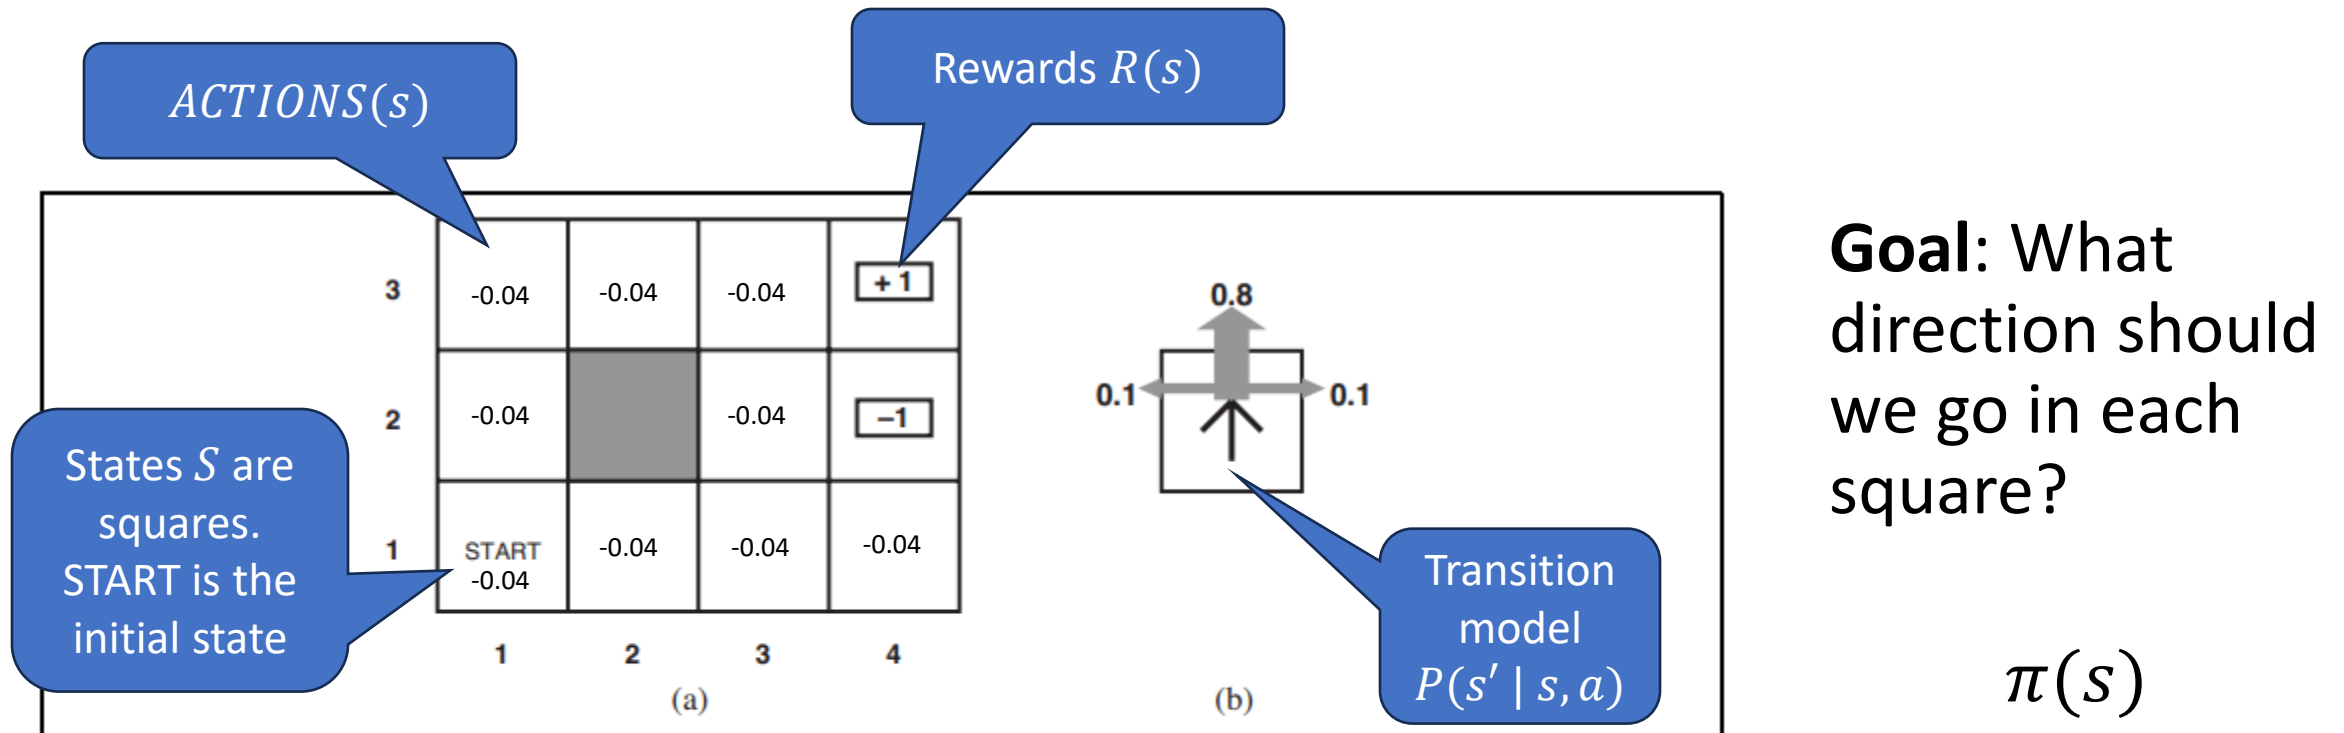 ACTIONS(s)
Rewards R(s)
3
-0.04
-0.04
-0.04
+ 1
2
-0.04
-0.04
–1
1
START
-0.04
-0.04
-0.04
-0.04
1
2
3
4
(a)
States S are
squares.
START is the
initial state
0.8
0.1
0.1
(b)
Transition
model
P(s′ | s, a)
Goal: What
direction should
we go in each
square?
π(s)